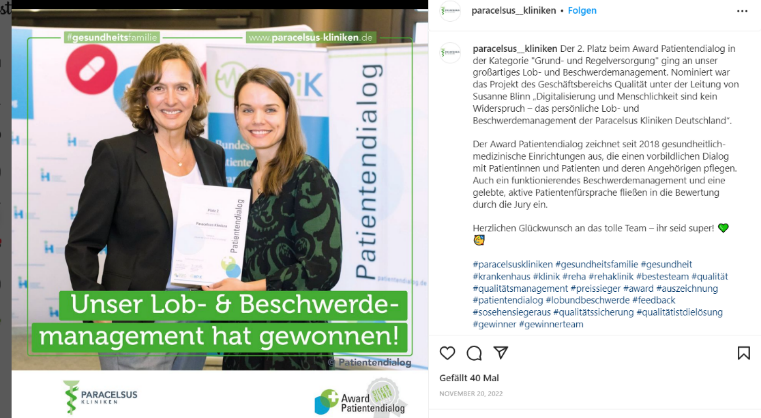 #gesundheitsfamilie
www.paracelsus-kliniken.de
PiK
Bundes
Patienten
Patientendialog
Platz 2
Paracelsus-Kliniken
Patientendialog
Unser Lob- & Beschwerde-
management hat gewonnen!
© Patientendialog
PARACELSUS
KLINIKEN
Award
Patientendialog
paracelsus__kliniken • Folgen
paracelsus__kliniken Der 2. Platz beim Award Patientendialog in
der Kategorie "Grund- und Regelversorgung" ging an unser
großartiges Lob- und Beschwerdemanagement. Nominiert war
das Projekt des Geschäftsbereichs Qualität unter der Leitung von
Susanne Blinn „Digitalisierung und Menschlichkeit sind kein
Widerspruch – das persönliche Lob- und
Beschwerdemanagement der Paracelsus Kliniken Deutschland".
Der Award Patientendialog zeichnet seit 2018 gesundheitlich-
medizinische Einrichtungen aus, die einen vorbildlichen Dialog
mit Patientinnen und Patienten und deren Angehörigen pflegen.
Auch ein funktionierendes Beschwerdemanagement und eine
gelebte, aktive Patientenfürsprache fließen in die Bewertung
durch die Jury ein.
Herzlichen Glückwunsch an das tolle Team – ihr seid super! 💚
#paracelsuskliniken #gesundheitsfamilie #gesundheit
#krankenhaus #klinik #reha #rehaklinik #bestesteam #qualität
#qualitätsmanagement #preissieger #award #auszeichnung
#patientendialog #lobundbeschwerde #feedback
#sosehensiegeraus #qualitätssicherung #qualitätistdielösung
#gewinner #gewinnerteam
Gefällt 40 Mal
NOVEMBER 20, 2022